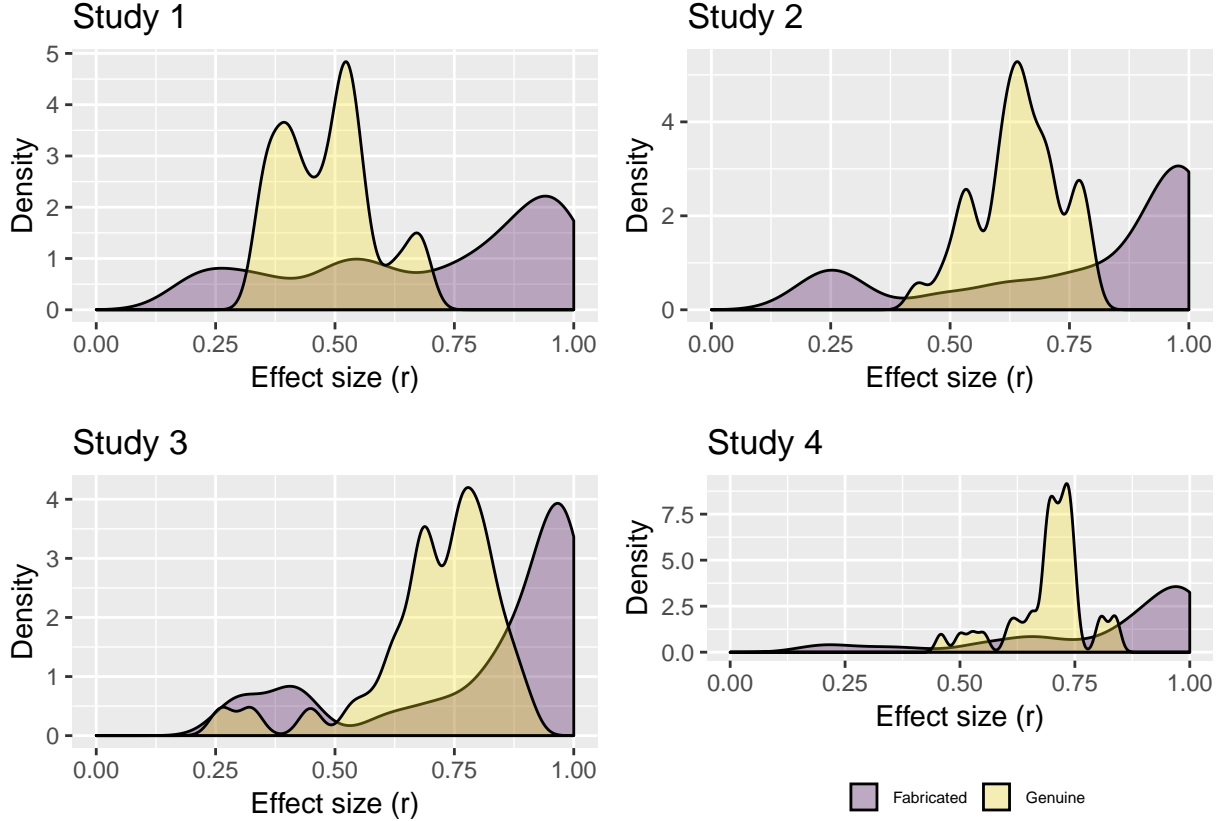 Study 1
Density
5
4
3
2
1
0
0.00 0.25 0.50 0.75 1.00
Effect size (r)
Study 2
Density
4
2
0
0.00 0.25 0.50 0.75 1.00
Effect size (r)
Study 3
Density
4
3
2
1
0
0.00 0.25 0.50 0.75 1.00
Effect size (r)
Study 4
Density
7.5
5.0
2.5
0.0
0.00 0.25 0.50 0.75 1.00
Effect size (r)
Fabricated Genuine